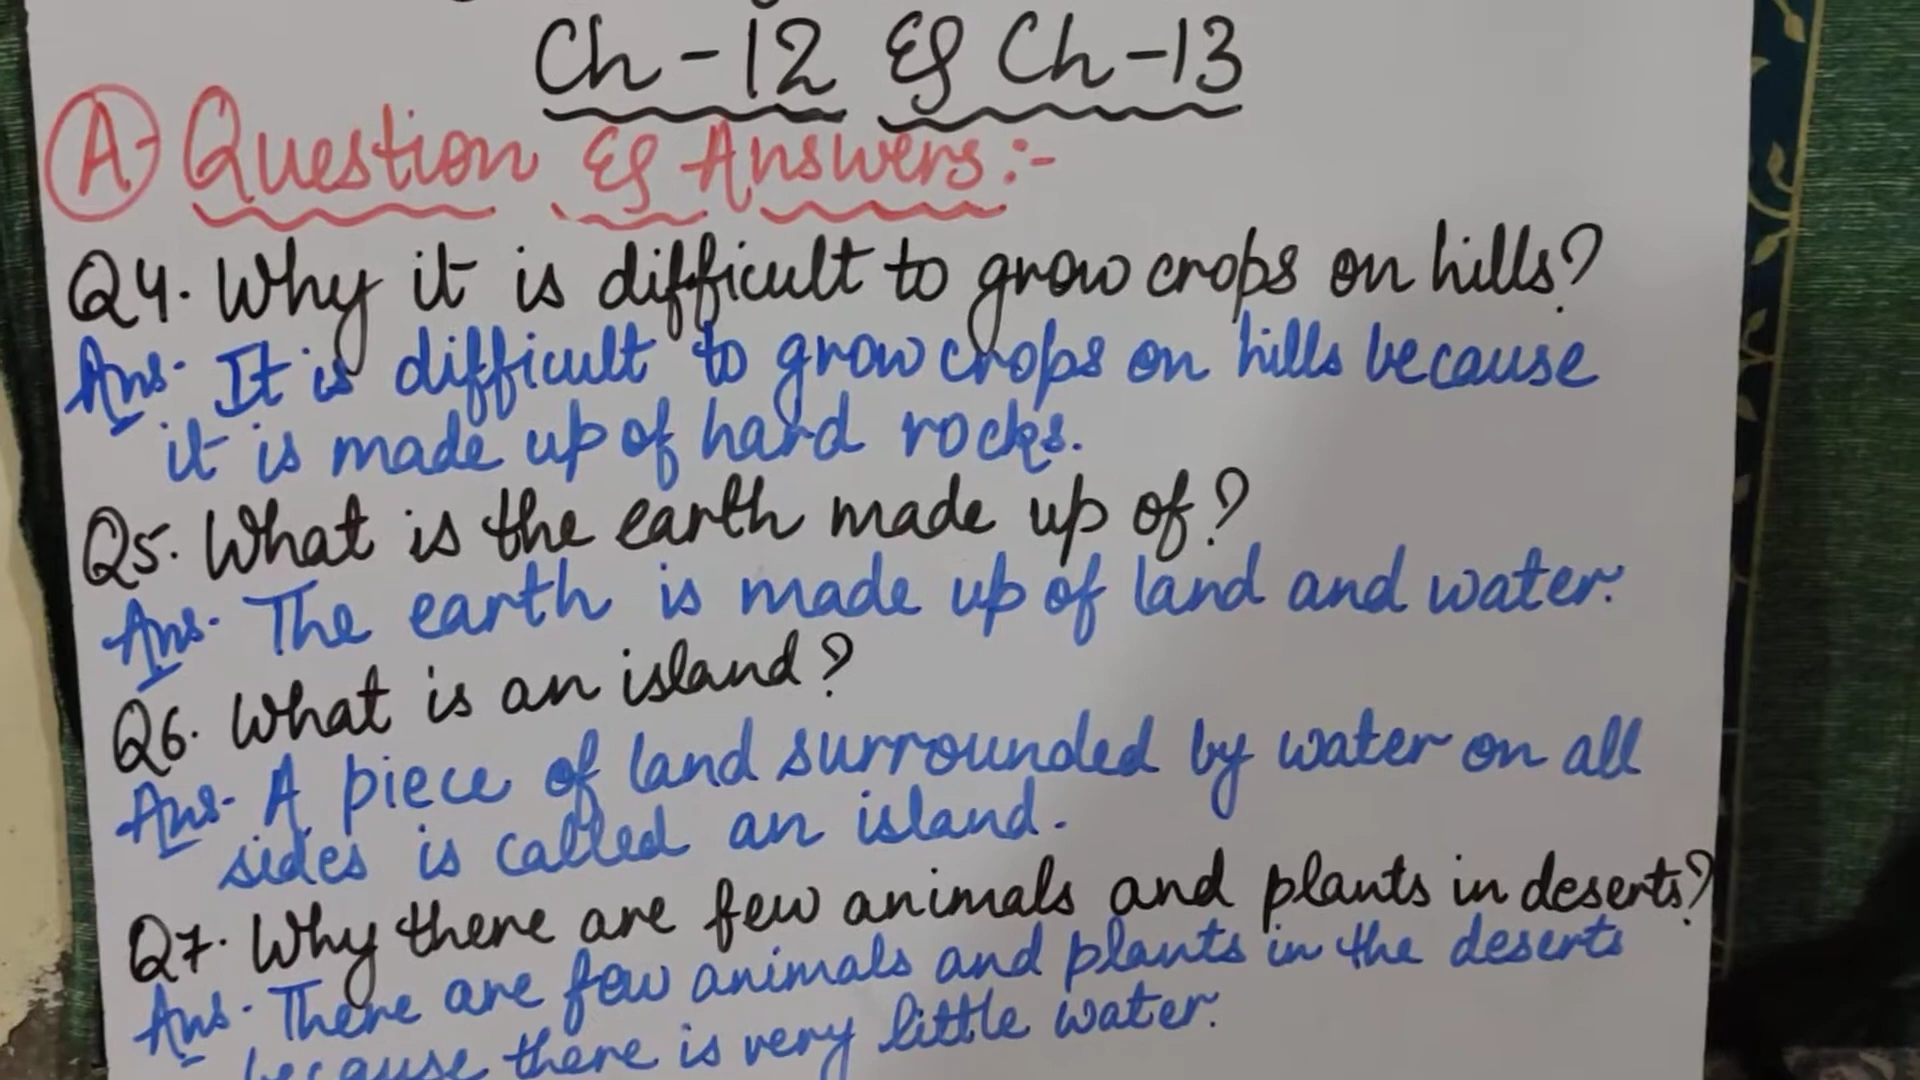 Ch-12 & Ch-13
A- Question & Answers:-
Q4. Why it is difficult to grow crops on hills?
Ans- It is difficult to grow crops on hills because
it is made up of hard rocks.
Q5. What is the earth made up of?
Ans- The earth is made up of land and water.
Q6. What is an island?
Ans- A piece of land surrounded by water on all
sides is called an island.
Q7. Why there are few animals and plants in deserts?
Ans- There are few animals and plants in the deserts
because there is very little water.